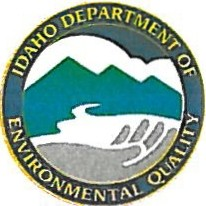 IDAHO DEPARTMENT OF
ENVIRONMENTAL QUALITY